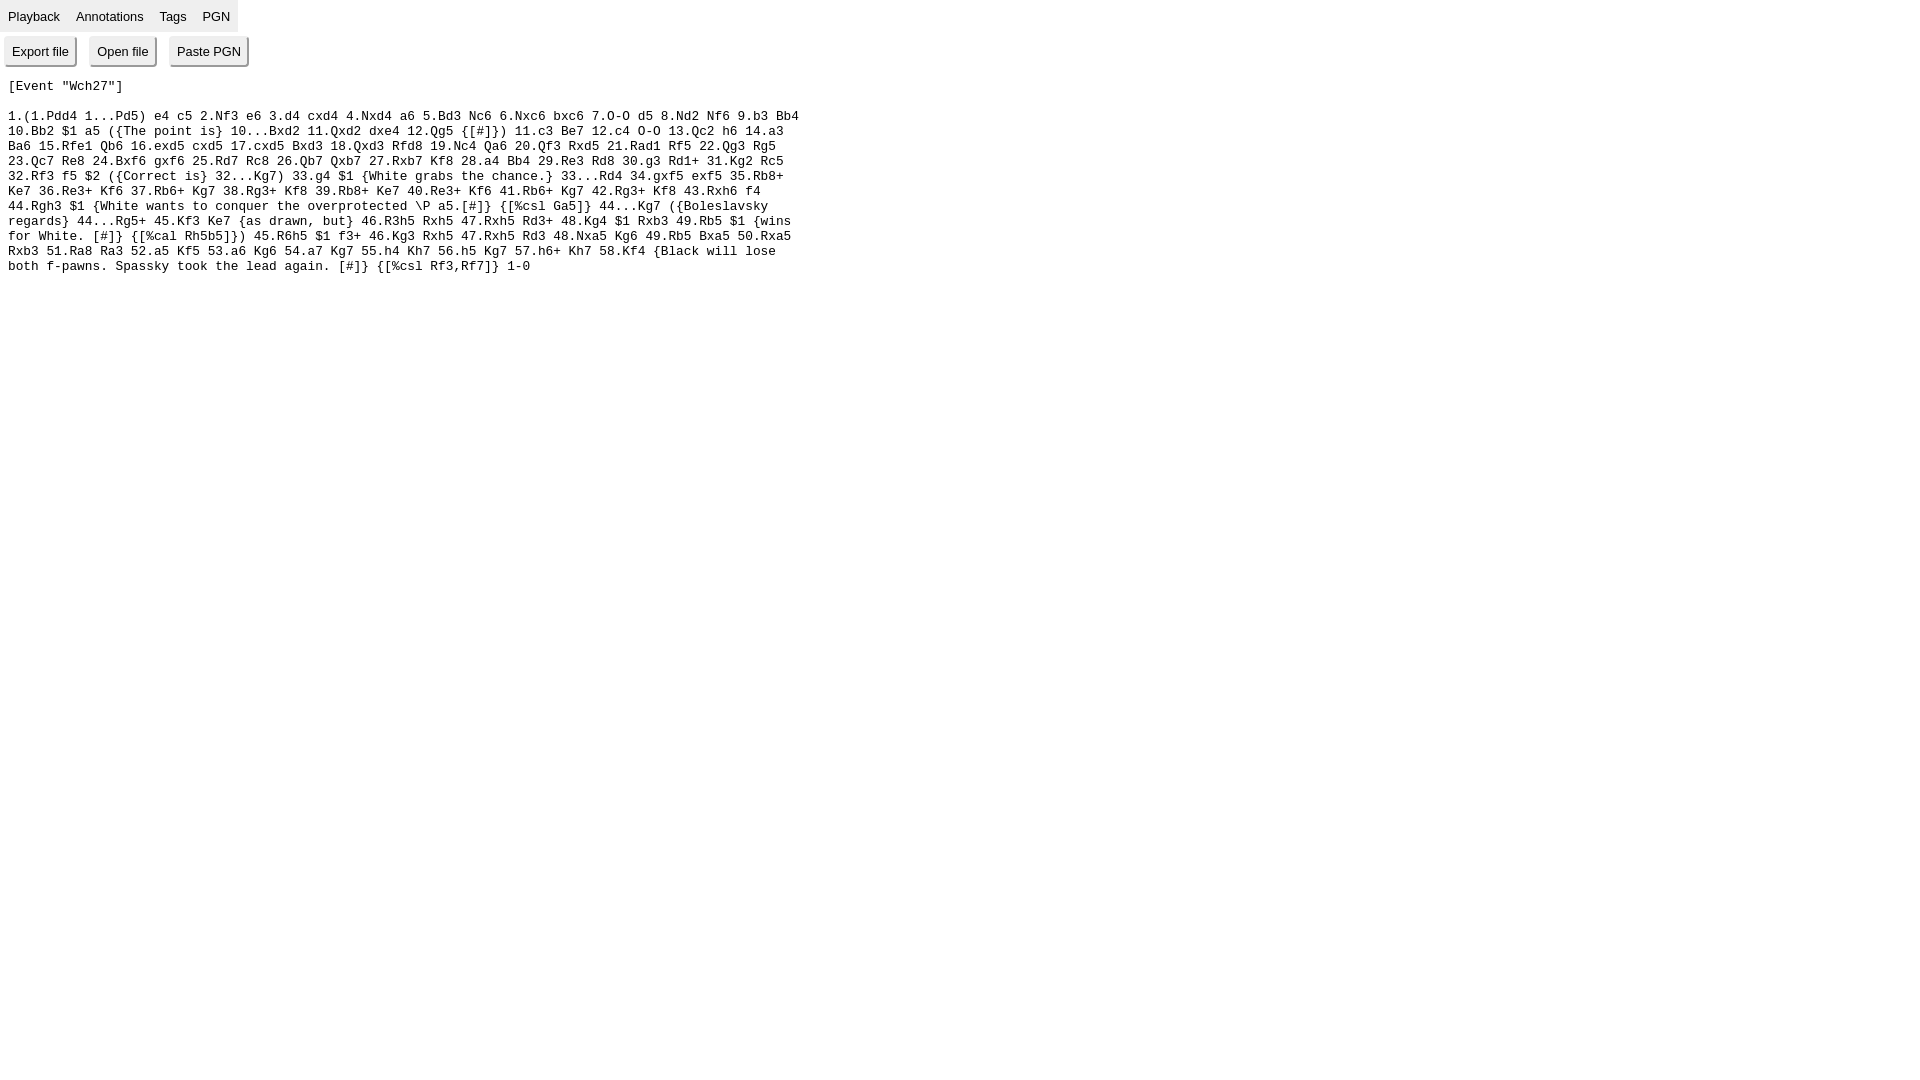 Playback Annotations Tags PGN
Export file Open file Paste PGN
[Event "Wch27"]
1.(1.Pdd4 1...Pd5) e4 c5 2.Nf3 e6 3.d4 cxd4 4.Nxd4 a6 5.Bd3 Nc6 6.Nxc6 bxc6 7.O-O d5 8.Nd2 Nf6 9.b3 Bb4
10.Bb2 $1 a5 ({The point is} 10...Bxd2 11.Qxd2 dxe4 12.Qg5 {[#]}) 11.c3 Be7 12.c4 O-O 13.Qc2 h6 14.a3
Ba6 15.Rfe1 Qb6 16.exd5 cxd5 17.cxd5 Bxd3 18.Qxd3 Rfd8 19.Nc4 Qa6 20.Qf3 Rxd5 21.Rad1 Rf5 22.Qg3 Rg5
23.Qc7 Re8 24.Bxf6 gxf6 25.Rd7 Rc8 26.Qb7 Qxb7 27.Rxb7 Kf8 28.a4 Bb4 29.Re3 Rd8 30.g3 Rd1+ 31.Kg2 Rc5
32.Rf3 f5 $2 ({Correct is} 32...Kg7) 33.g4 $1 {White grabs the chance.} 33...Rd4 34.gxf5 exf5 35.Rb8+
Ke7 36.Re3+ Kf6 37.Rb6+ Kg7 38.Rg3+ Kf8 39.Rb8+ Ke7 40.Re3+ Kf6 41.Rb6+ Kg7 42.Rg3+ Kf8 43.Rxh6 f4
44.Rgh3 $1 {White wants to conquer the overprotected \P a5.[#]} {[%csl Ga5]} 44...Kg7 ({Boleslavsky
regards} 44...Rg5+ 45.Kf3 Ke7 {as drawn, but} 46.R3h5 Rxh5 47.Rxh5 Rd3+ 48.Kg4 $1 Rxb3 49.Rb5 $1 {wins
for White. [#]} {[%cal Rh5b5]}) 45.R6h5 $1 f3+ 46.Kg3 Rxh5 47.Rxh5 Rd3 48.Nxa5 Kg6 49.Rb5 Bxa5 50.Rxa5
Rxb3 51.Ra8 Ra3 52.a5 Kf5 53.a6 Kg6 54.a7 Kg7 55.h4 Kh7 56.h5 Kg7 57.h6+ Kh7 58.Kf4 {Black will lose
both f-pawns. Spassky took the lead again. [#]} {[%csl Rf3,Rf7]} 1-0